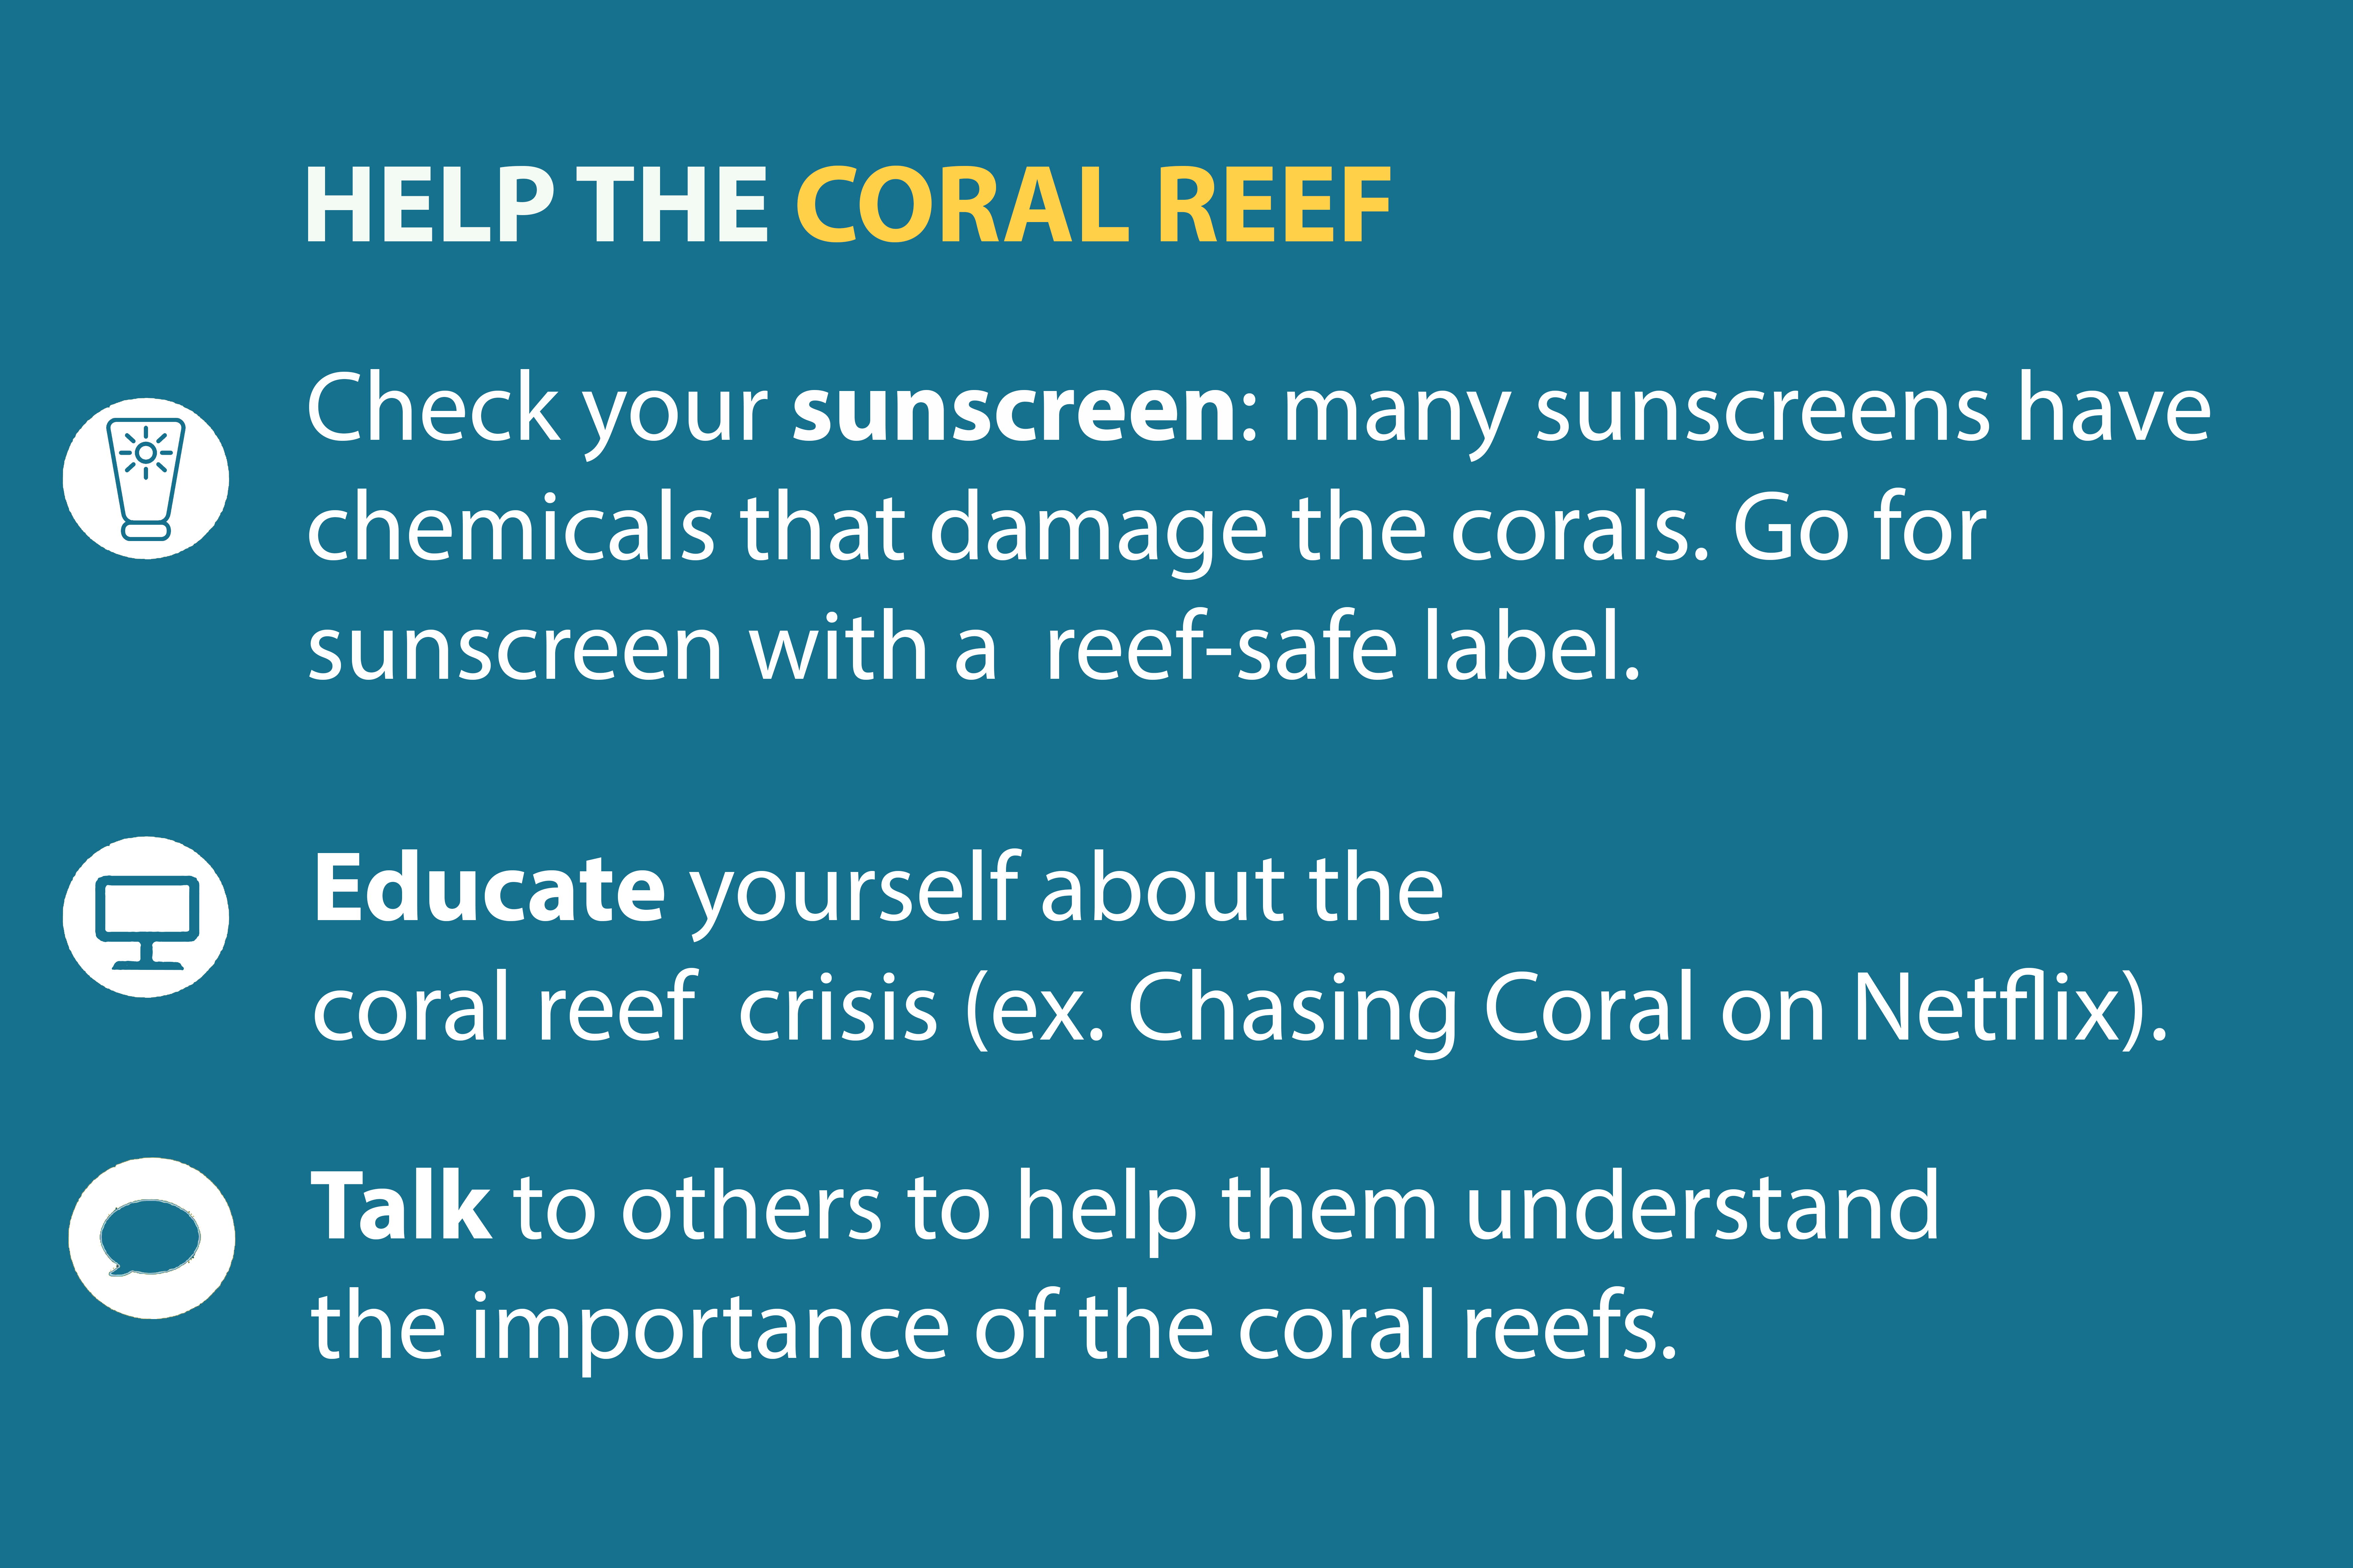 HELP THE CORAL REEF
Check your sunscreen: many sunscreens have
chemicals that damage the corals. Go for
sunscreen with a  reef-safe label.
Educate yourself about the
coral reef  crisis (ex. Chasing Coral on Netflix).
Talk to others to help them understand
the importance of the coral reefs.